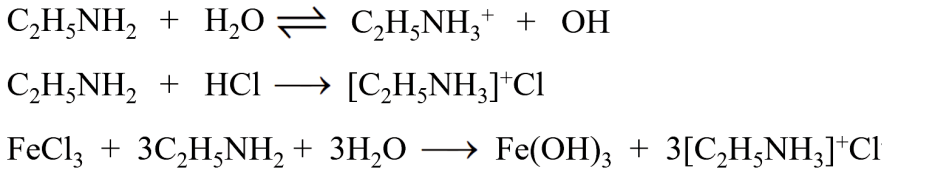 C₂H₅NH₂ + H₂O ⇌ C₂H₅NH₃⁺ + OH
C₂H₅NH₂ + HCl ⟶ [C₂H₅NH₃]⁺Cl
FeCl₃ + 3C₂H₅NH₂ + 3H₂O ⟶ Fe(OH)₃ + 3[C₂H₅NH₃]⁺Cl